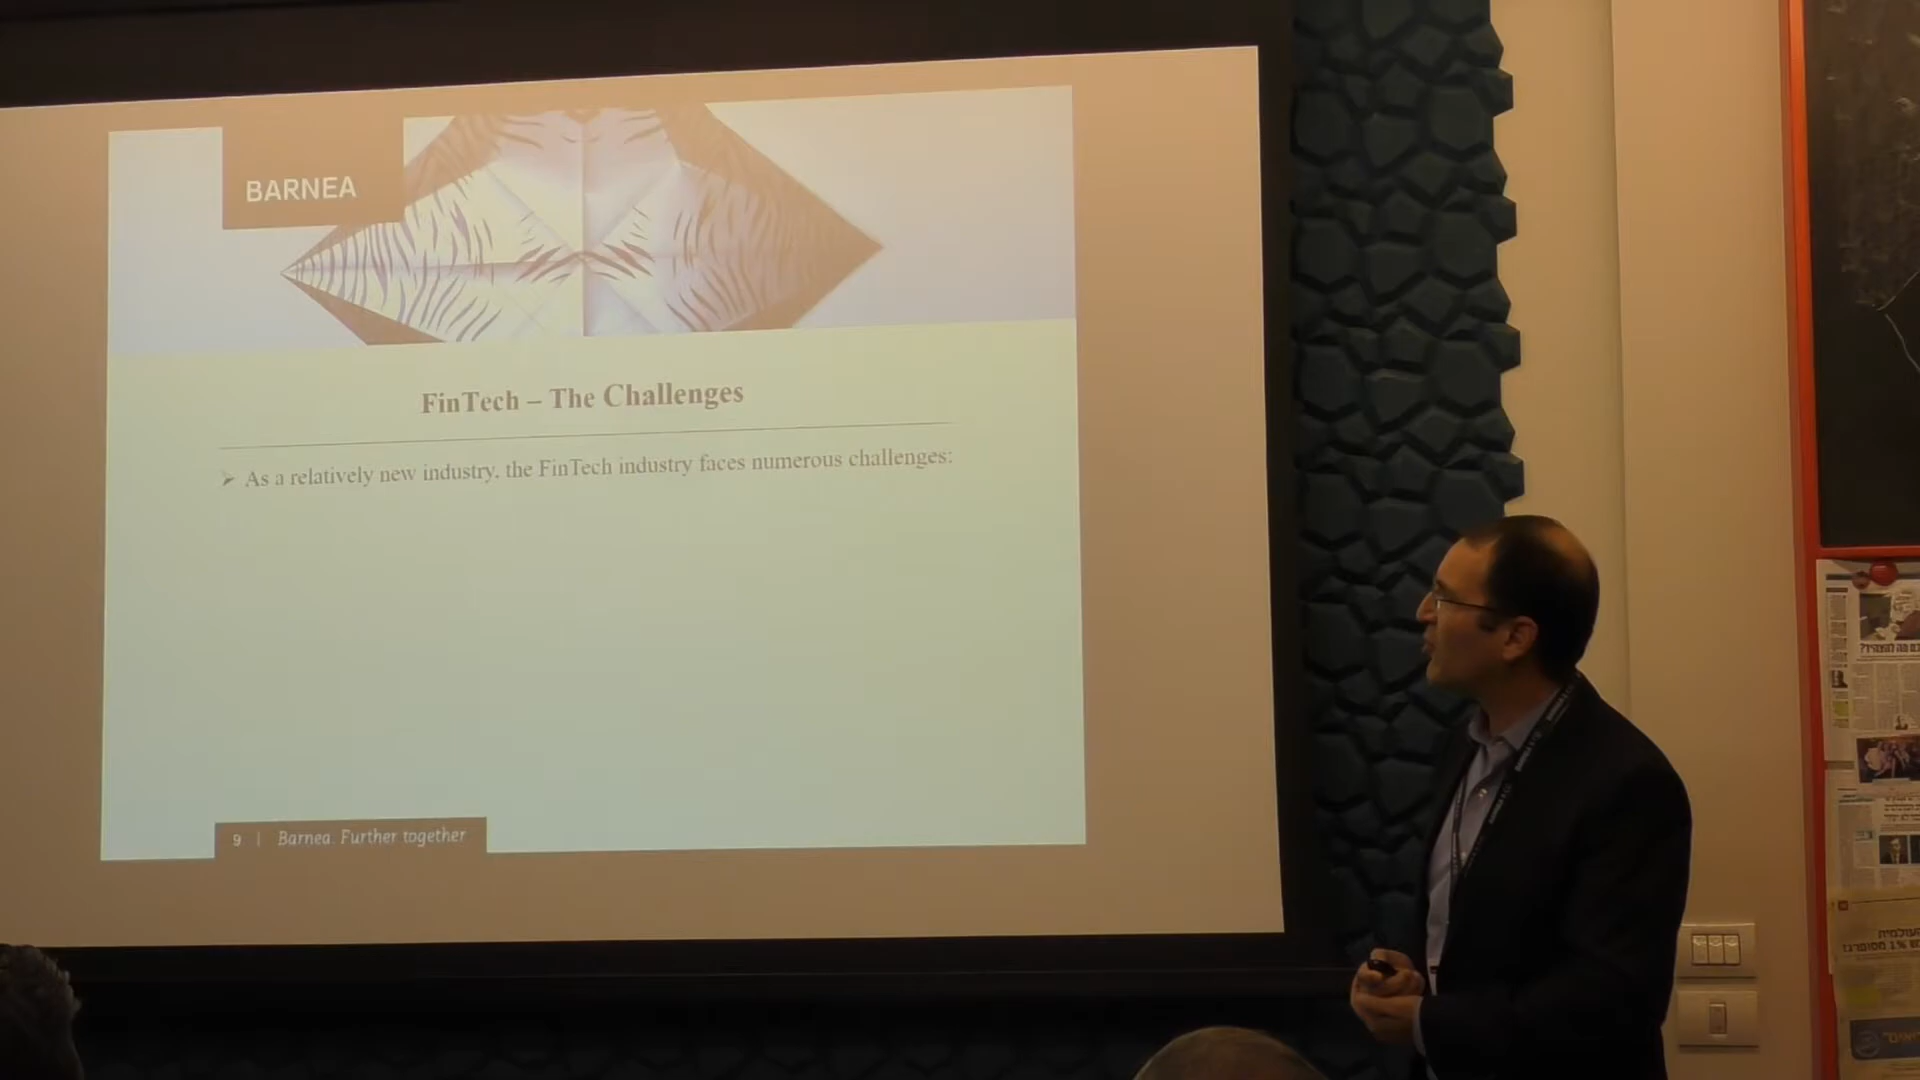 BARNEA
FinTech – The Challenges
➢ As a relatively new industry, the FinTech industry faces numerous challenges:
9 | Barnea. Further together